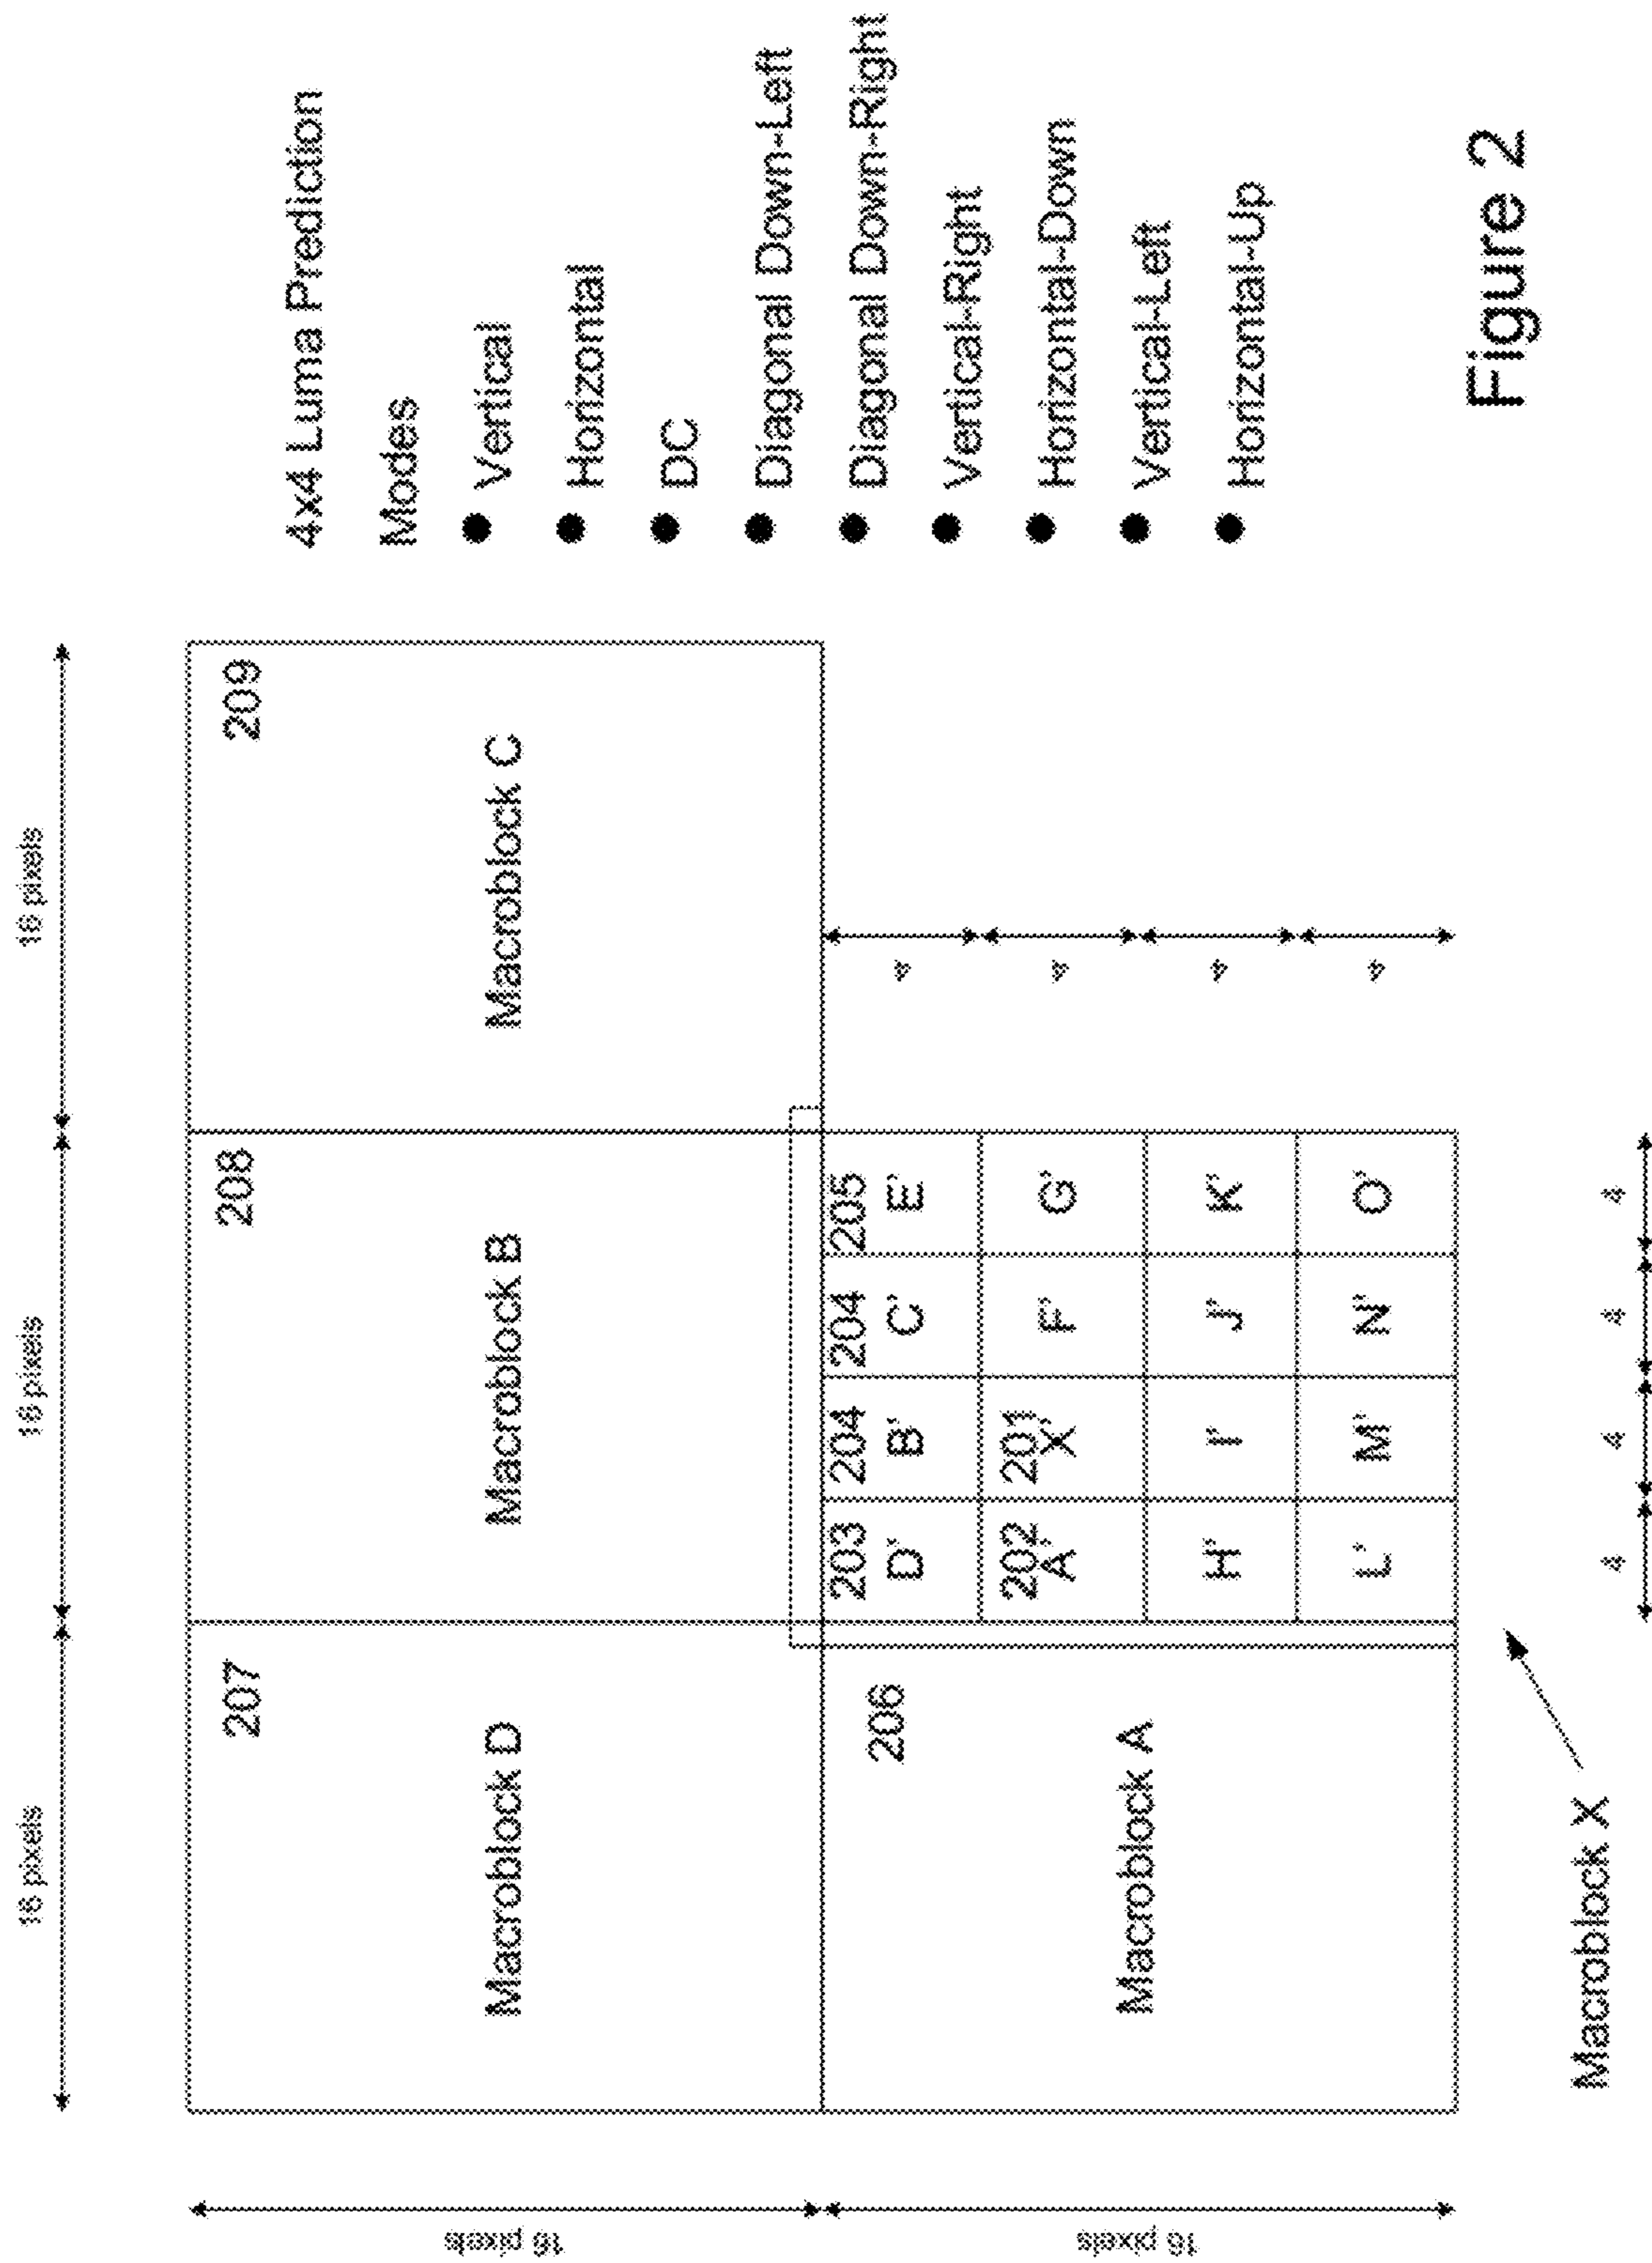 16 pixels
16 pixels
16 pixels
16 pixels
16 pixels
207
Macroblock D
208
Macroblock B
209
Macroblock C
206
Macroblock A
203
D'
204
B'
204
C'
205
E'
202
A'
201
X'
F'
G'
H'
I'
J'
K'
L'
M'
N'
O'
4
4
4
4
4
4
4
4
Macroblock X
4x4 Luma Prediction
Modes
● Vertical
● Horizontal
● DC
● Diagonal Down-Left
● Diagonal Down-Right
● Vertical-Right
● Horizontal-Down
● Vertical-Left
● Horizontal-Up
Figure 2